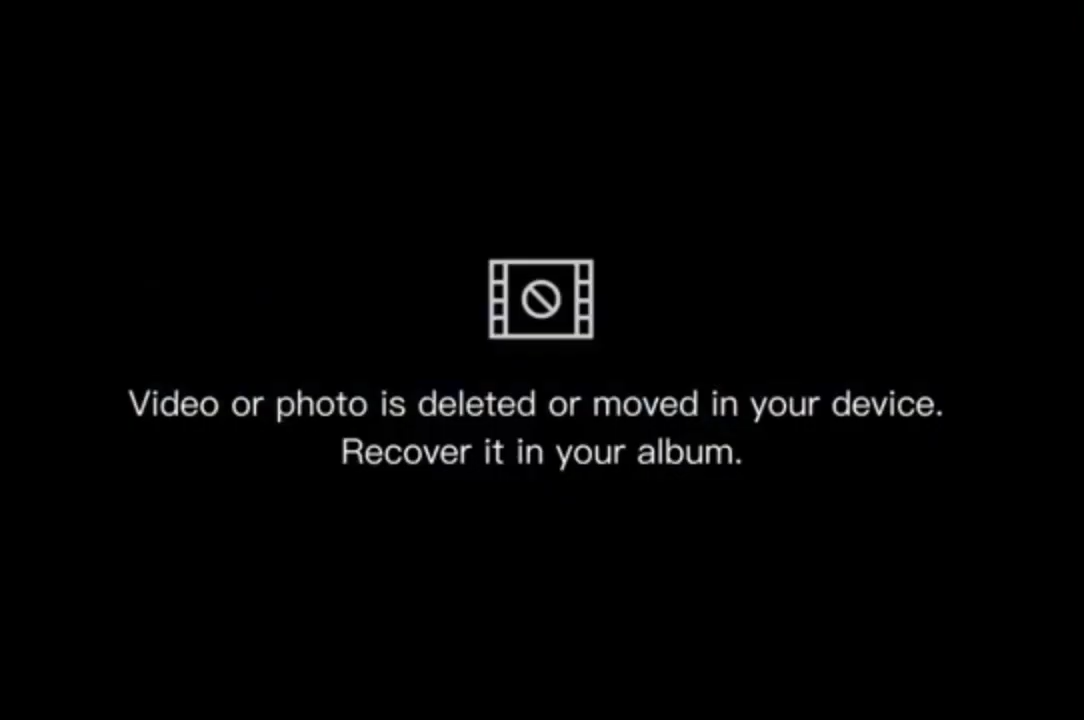 Video or photo is deleted or moved in your device.
Recover it in your album.